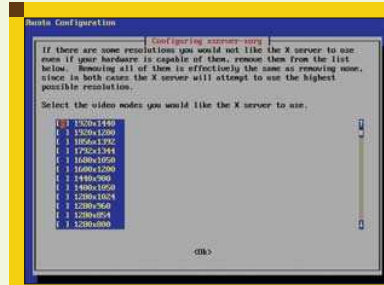 Configuration
Configuring xserver-xorg
If there are some resolutions you would not like the X server to use
even if your hardware is capable of them, remove them from the list
below. Removing all of them is effectively the same as removing none,
since in both cases the X server will attempt to use the highest
possible resolution.
Select the video modes you would like the X server to use.
[ ] 1920x1440
[ ] 1920x1200
[ ] 1856x1392
[ ] 1792x1344
[ ] 1680x1050
[ ] 1600x1200
[ ] 1440x900
[ ] 1400x1050
[ ] 1280x1024
[ ] 1280x960
[ ] 1280x854
[ ] 1280x800
<Ok>